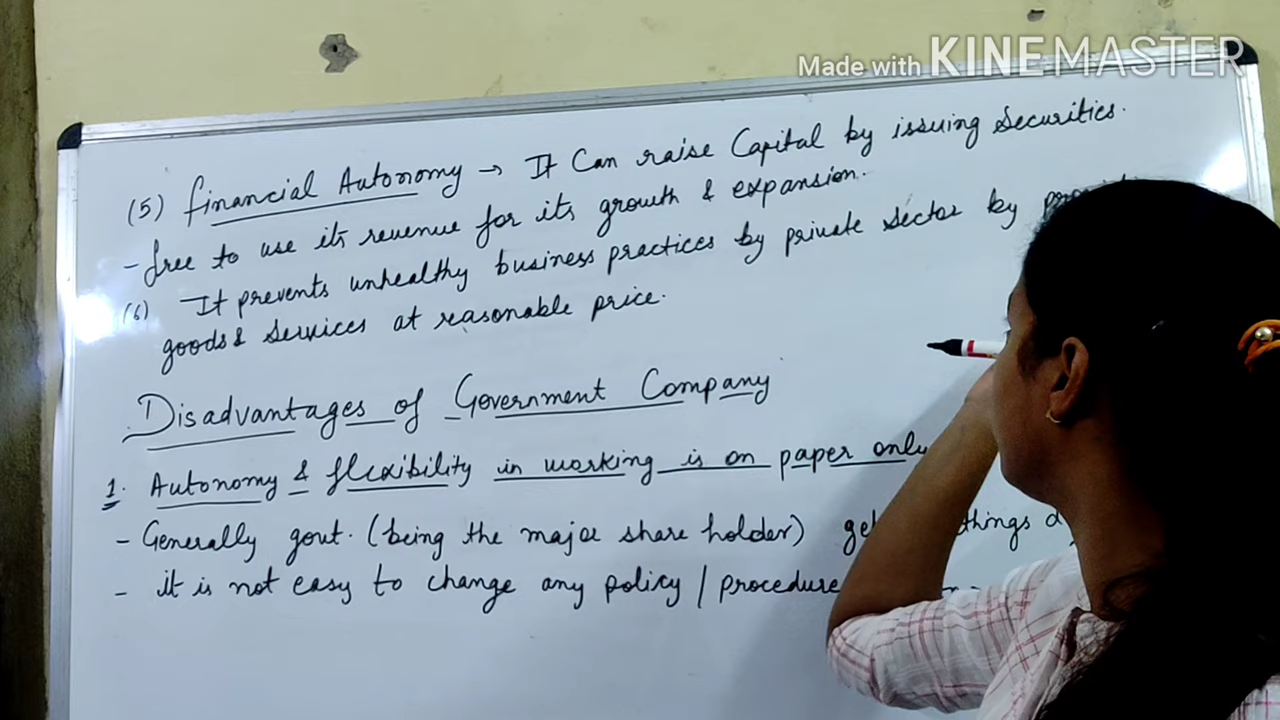 Made with KINEMASTER
(5) financial Autonomy → It Can raise Capital by issuing Securities.
- free to use its revenue for its growth & expansion.
(6) It prevents unhealthy business practices by private sector by
goods & Services at reasonable price.
Disadvantages of Government Company
1. Autonomy & flexibility in working is on paper only
- Generally govt. (being the major share holder) things
- it is not easy to change any policy / procedure